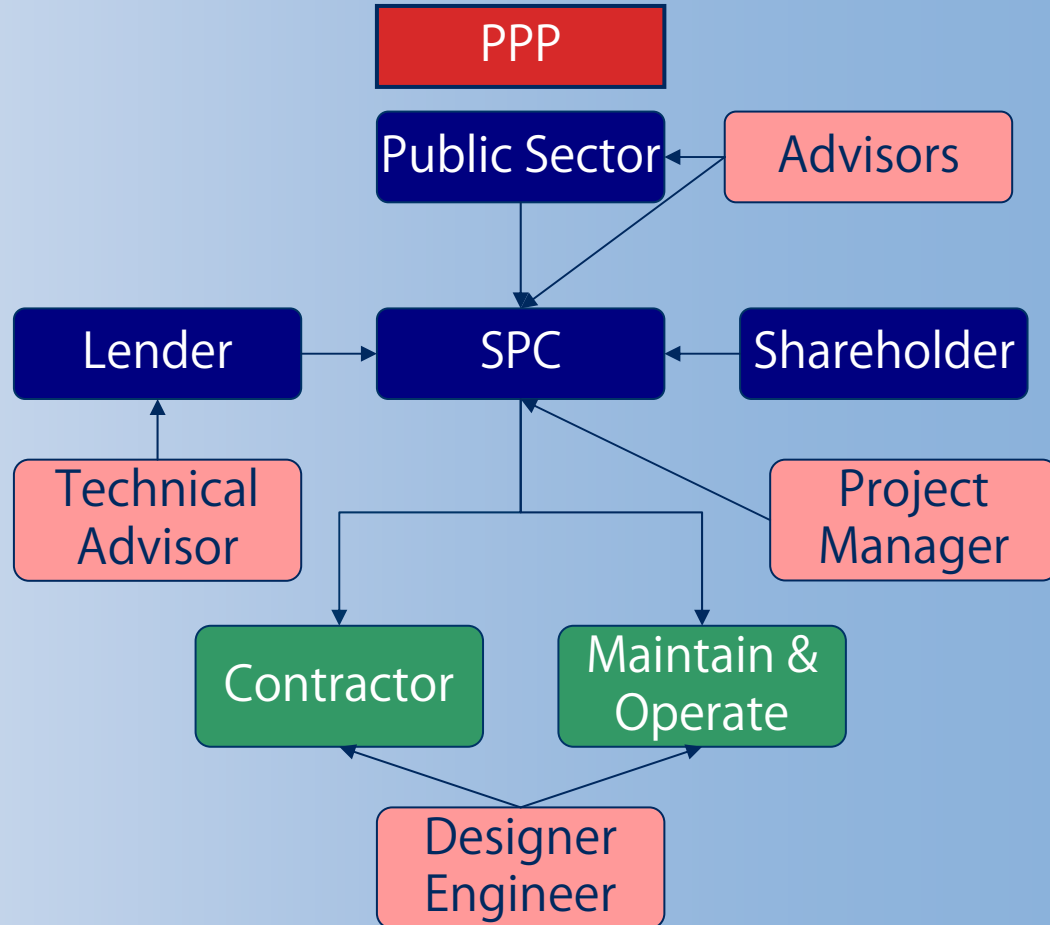 PPP
Public Sector
Advisors
Lender
SPC
Shareholder
Technical
Advisor
Project
Manager
Contractor
Maintain &
Operate
Designer
Engineer